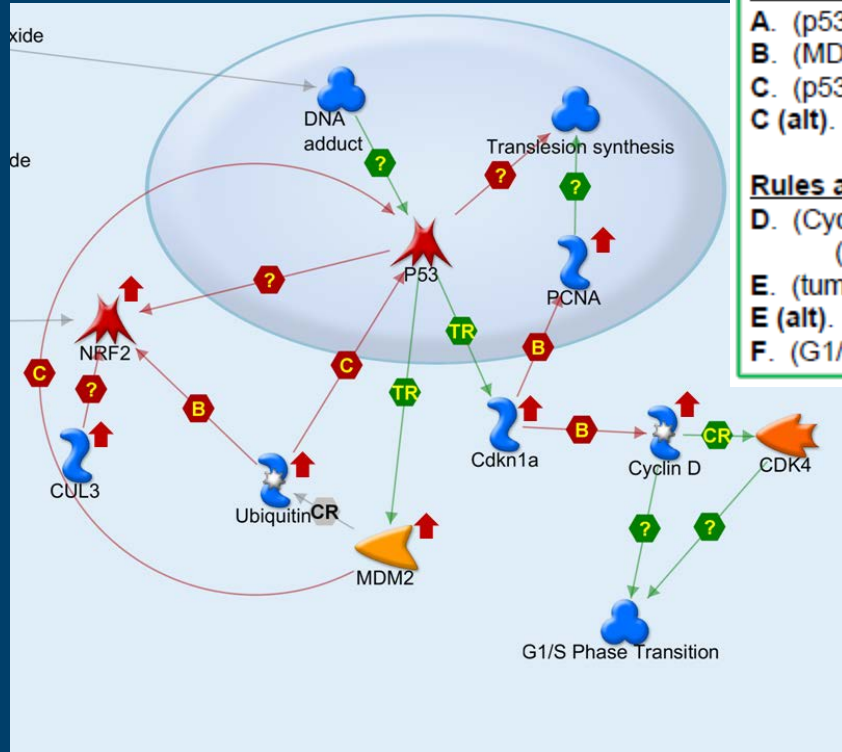 xide
DNA
adduct
Translesion synthesis
?
?
?
de
P53
PCNA
?
NRF2
TR
B
C
C
?
TR
B
CUL3
Cdkn1a
B
Cyclin D
CR
CDK4
Ubiquitin
CR
MDM2
?
?
G1/S Phase Transition
A. (p53
B. (MD
C. (p53
C (alt).
Rules a
D. (Cyc
(
E. (tum
E (alt).
F. (G1/